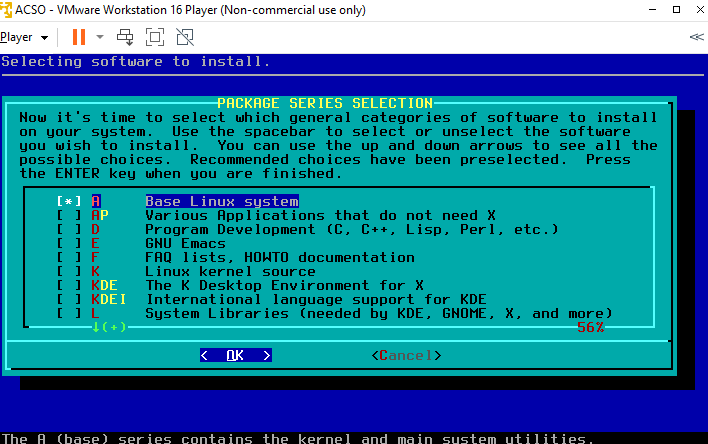 ACSO - VMware Workstation 16 Player (Non-commercial use only)
Player
Selecting software to install.
PACKAGE SERIES SELECTION
Now it's time to select which general categories of software to install
on your system.  Use the spacebar to select or unselect the software
you wish to install.  You can use the up and down arrows to see all the
possible choices.  Recommended choices have been preselected.  Press
the ENTER key when you are finished.
[*] A Base Linux system
[ ] AP Various Applications that do not need X
[ ] D Program Development (C, C++, Lisp, Perl, etc.)
[ ] E GNU Emacs
[ ] F FAQ lists, HOWTO documentation
[ ] K Linux kernel source
[ ] KDE The K Desktop Environment for X
[ ] KDEI International language support for KDE
[ ] L System Libraries (needed by KDE, GNOME, X, and more)
↓(+) 56%
< OK > <Cancel>
The A (base) series contains the kernel and main system utilities.